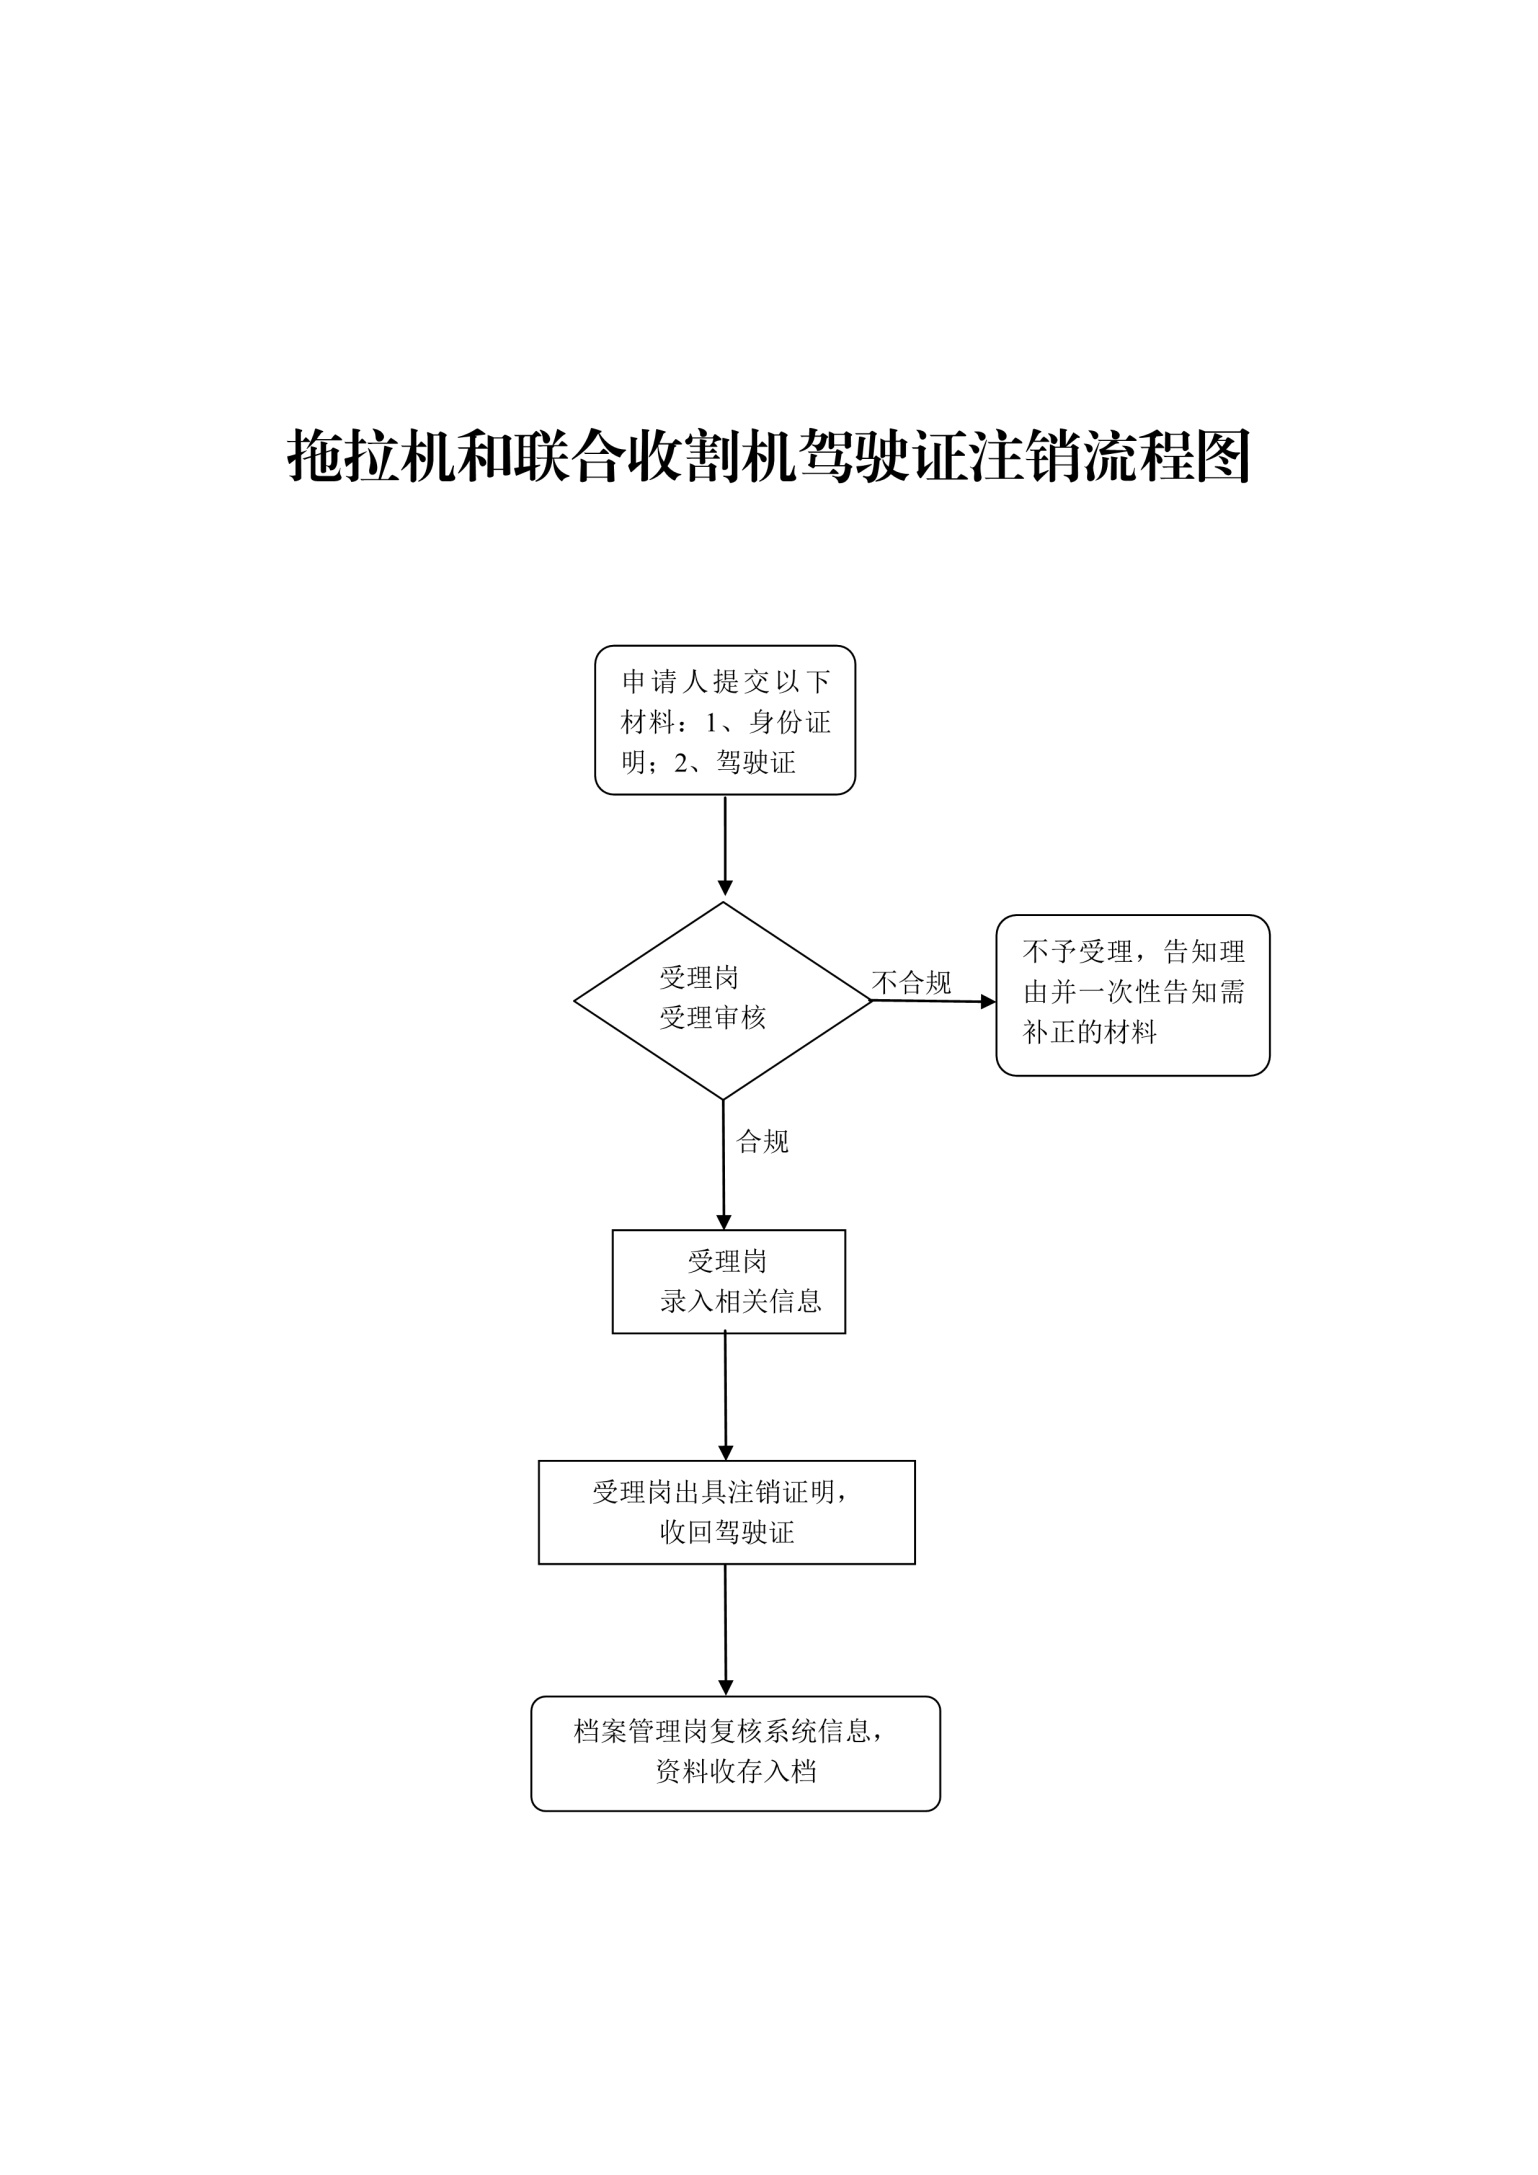 拖拉机和联合收割机驾驶证注销流程图
申请人提交以下
材料：1、身份证
明；2、驾驶证
受理岗
受理审核
不合规
不予受理，告知理
由并一次性告知需
补正的材料
合规
受理岗
录入相关信息
受理岗出具注销证明，
收回驾驶证
档案管理岗复核系统信息，
资料收存入档